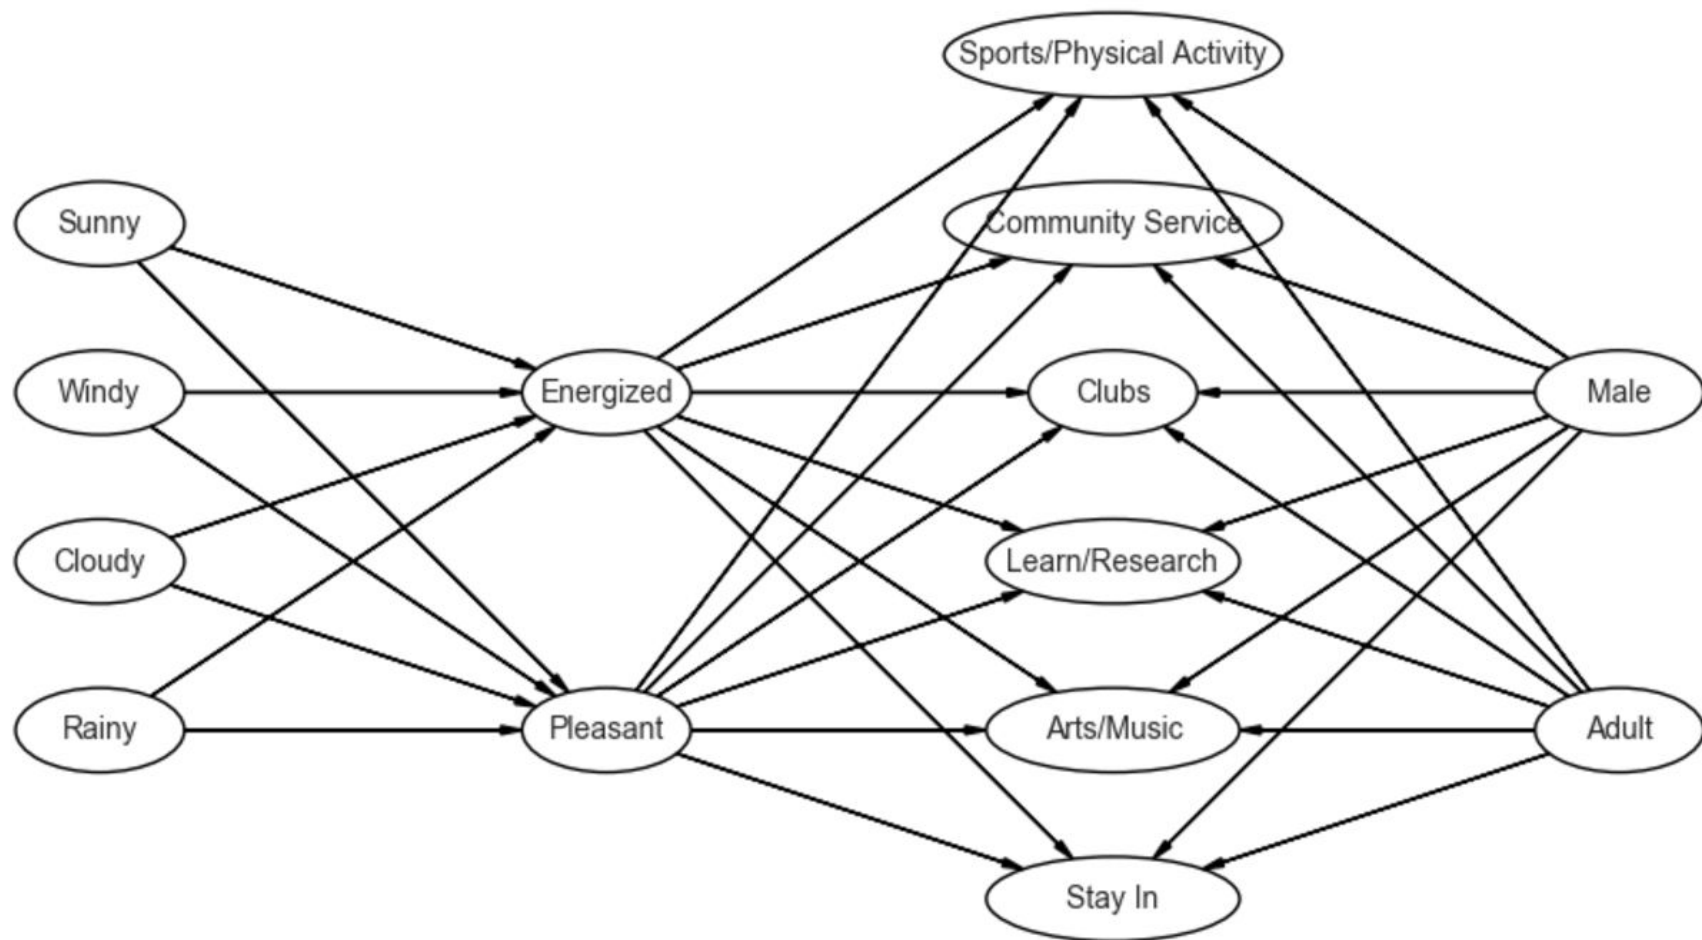 Sports/Physical Activity
Sunny
Community Service
Windy
Energized
Clubs
Male
Cloudy
Learn/Research
Rainy
Pleasant
Arts/Music
Adult
Stay In